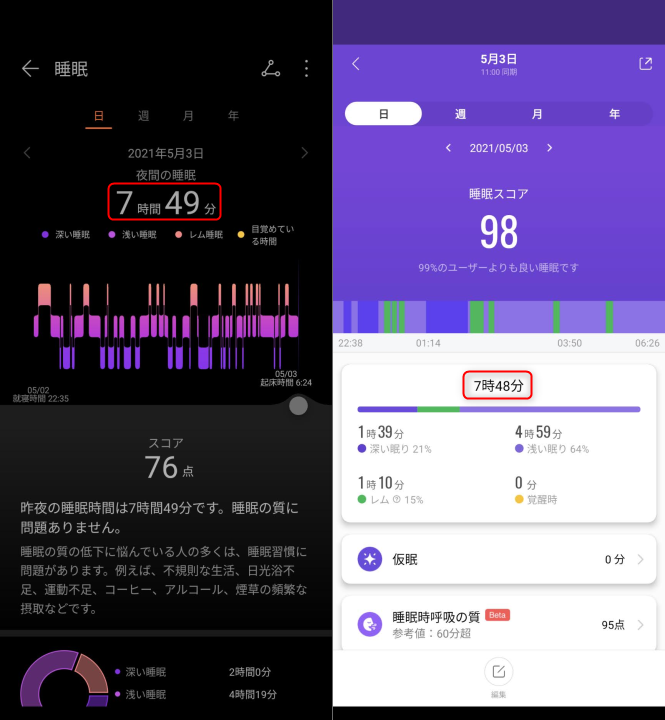 睡眠
日 週 月 年
2021年5月3日
夜間の睡眠
7 時間 49 分
深い睡眠 浅い睡眠 レム睡眠 目覚めている時間
05/03
起床時間 6:24
05/02
就寝時間 22:35
スコア
76 点
昨夜の睡眠時間は7時間49分です。睡眠の質に
問題ありません。
睡眠の質の低下に悩んでいる人の多くは、睡眠習慣に
問題があります。例えば、不規則な生活、日光浴不
足、運動不足、コーヒー、アルコール、煙草の頻繁な
摂取などです。
深い睡眠 2時間0分
浅い睡眠 4時間19分
5月3日
11:00 同期
日 週 月 年
2021/05/03
睡眠スコア
98
99%のユーザーよりも良い睡眠です
22:38 01:14 03:50 06:26
7時48分
1 時 39 分 4 時 59 分
深い眠り 21% 浅い眠り 64%
1 時 10 分 0 分
レム ? 15% 覚醒時
仮眠 0 分
睡眠時呼吸の質 Beta
参考値：60分超
95点
編集